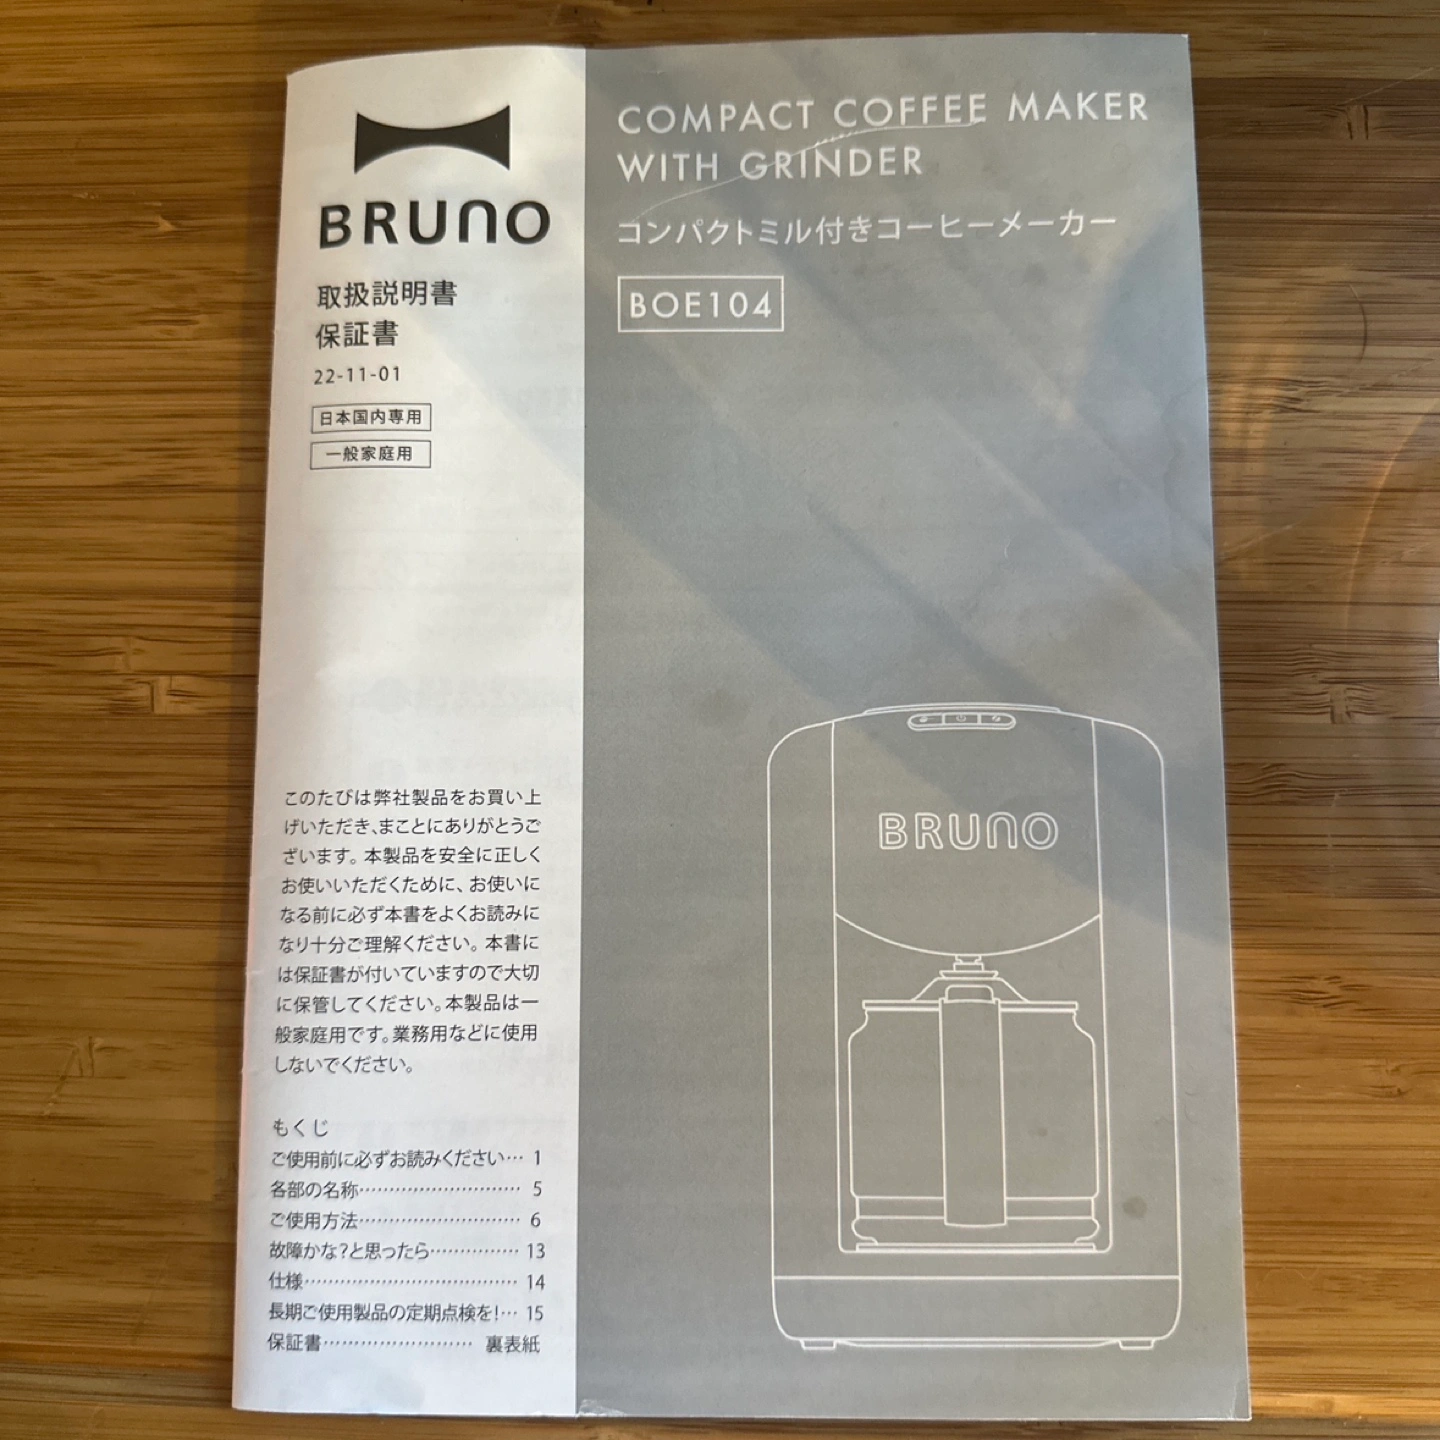 BRUNO
取扱説明書
保証書
22-11-01
日本国内専用
一般家庭用
COMPACT COFFEE MAKER
WITH GRINDER
コンパクトミル付きコーヒーメーカー
BOE104
BRUNO
このたびは弊社製品をお買い上
げいただき、まことにありがとうご
ざいます。本製品を安全に正しく
お使いいただくために、お使いに
なる前に必ず本書をよくお読みに
なり十分ご理解ください。本書に
は保証書が付いていますので大切
に保管してください。本製品は一
般家庭用です。業務用などに使用
しないでください。
もくじ
ご使用前に必ずお読みください… 1
各部の名称……………………… 5
ご使用方法……………………… 6
故障かな?と思ったら…………… 13
仕様……………………………… 14
長期ご使用製品の定期点検を!… 15
保証書…………………… 裏表紙